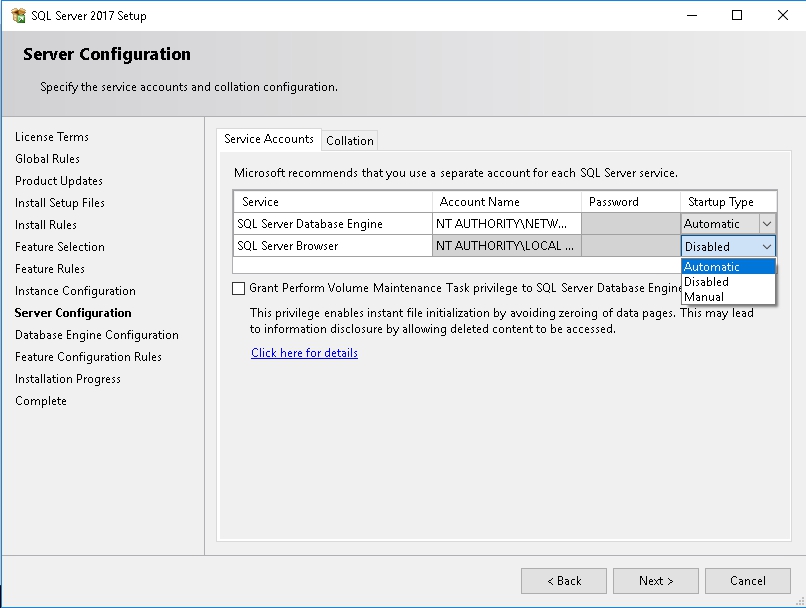 SQL Server 2017 Setup
Server Configuration
Specify the service accounts and collation configuration.
License Terms
Global Rules
Product Updates
Install Setup Files
Install Rules
Feature Selection
Feature Rules
Instance Configuration
Server Configuration
Database Engine Configuration
Feature Configuration Rules
Installation Progress
Complete
Service Accounts Collation
Microsoft recommends that you use a separate account for each SQL Server service.
Service Account Name Password Startup Type
SQL Server Database Engine NT AUTHORITY\NETW... Automatic
SQL Server Browser NT AUTHORITY\LOCAL ... Disabled
Automatic
Disabled
Manual
Grant Perform Volume Maintenance Task privilege to SQL Server Database Engine
This privilege enables instant file initialization by avoiding zeroing of data pages. This may lead
to information disclosure by allowing deleted content to be accessed.
Click here for details
< Back Next > Cancel